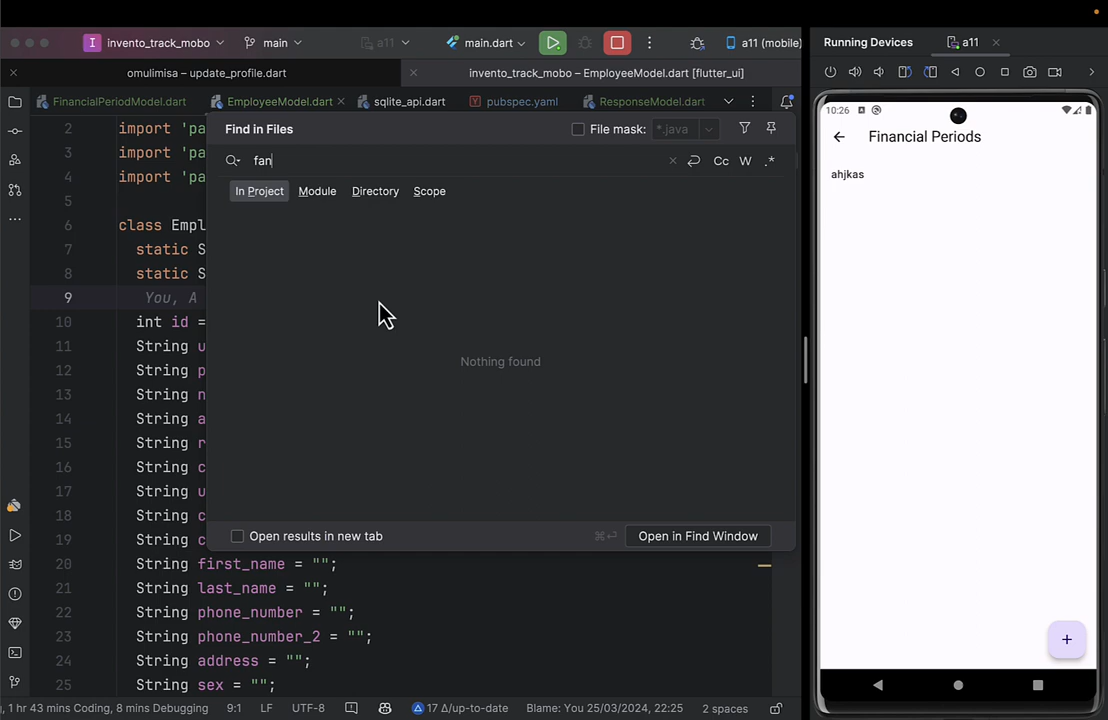 invento_track_mobo
main
a11
main.dart
a11 (mobile)
Running Devices
a11
omulimisa – update_profile.dart
invento_track_mobo – EmployeeModel.dart [flutter_ui]
FinancialPeriodModel.dart
EmployeeModel.dart
sqlite_api.dart
pubspec.yaml
ResponseModel.dart
2 import 'pa
3 import 'pa
4 import 'pa
5
6 class Empl
7 static S
8 static S
9 You, A
10 int id =
11 String u
12 String p
13 String n
14 String a
15 String r
16 String c
17 String u
18 String c
19 String c
20 String first_name = "";
21 String last_name = "";
22 String phone_number = "";
23 String phone_number_2 = "";
24 String address = "";
25 String sex = "";
Find in Files
File mask:
*.java
fan
Cc
W
.*
In Project
Module
Directory
Scope
Nothing found
Open results in new tab
⌘⏎
Open in Find Window
, 1 hr 43 mins Coding, 8 mins Debugging
9:1
LF
UTF-8
17 Δ/up-to-date
Blame: You 25/03/2024, 22:25
2 spaces
10:26
Financial Periods
ahjkas
+